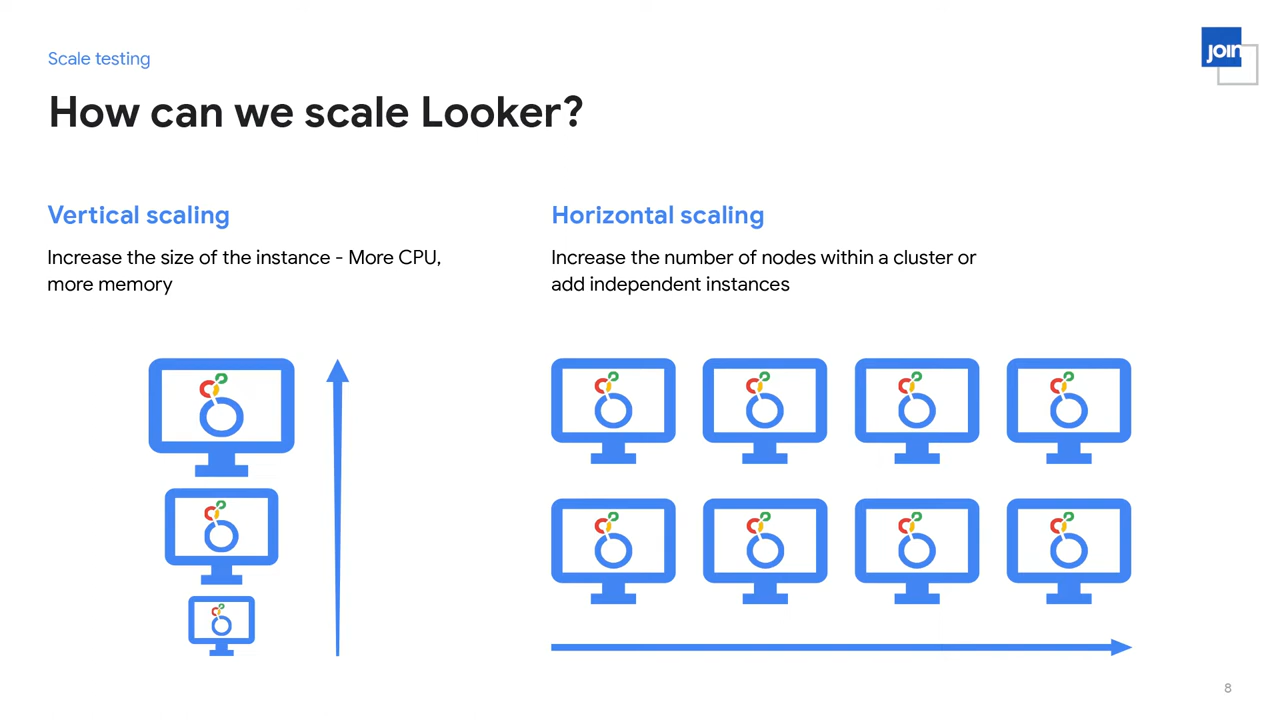 Scale testing
join
How can we scale Looker?
Vertical scaling
Increase the size of the instance - More CPU,
more memory
Horizontal scaling
Increase the number of nodes within a cluster or
add independent instances
8